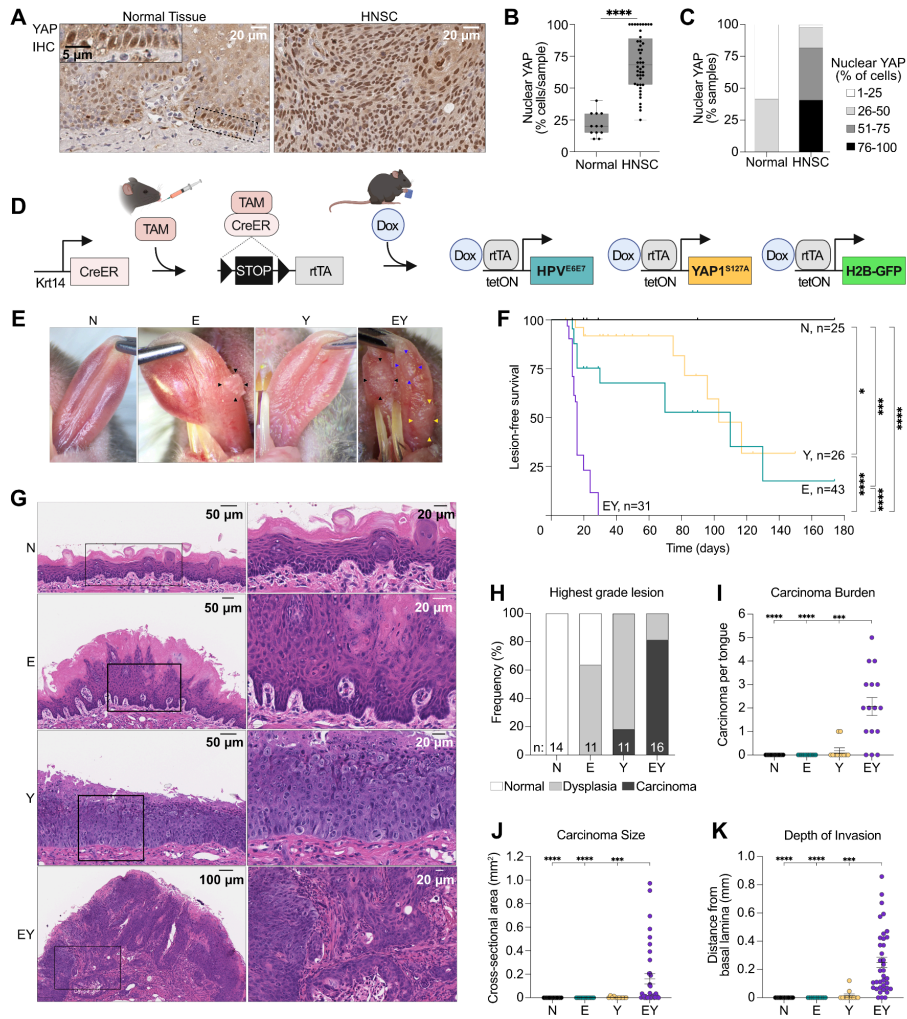 A
Normal Tissue
HNSC
YAP
IHC
5 µm
20 µm
20 µm
B
****
Nuclear YAP
(% cells/sample)
100
75
50
25
0
Normal HNSC
C
Nuclear YAP
(% samples)
100
75
50
25
0
Normal HNSC
Nuclear YAP
(% of cells)
1-25
26-50
51-75
76-100
D
Krt14
CreER
TAM
TAM
CreER
STOP
rtTA
Dox
Dox
rtTA
tetON
HPV^E6E7
Dox
rtTA
tetON
YAP1^S127A
Dox
rtTA
tetON
H2B-GFP
E
N
E
Y
EY
F
Lesion-free survival
100
75
50
25
0 20 40 60 80 100 120 140 160 180
Time (days)
N, n=25
Y, n=26
E, n=43
EY, n=31
*
***
****
****
****
G
N
50 µm
20 µm
E
50 µm
20 µm
Y
50 µm
20 µm
EY
100 µm
20 µm
H
Highest grade lesion
Frequency (%)
100
80
60
40
20
0
n: 14 11 11 16
N E Y EY
Normal Dysplasia Carcinoma
I
Carcinoma Burden
**** **** ***
Carcinoma per tongue
6
5
4
3
2
1
0
N E Y EY
J
Carcinoma Size
**** **** ***
Cross-sectional area (mm²)
1.2
1.0
0.8
0.6
0.4
0.2
0
N E Y EY
K
Depth of Invasion
**** **** ***
Distance from
basal lamina (mm)
1.0
0.8
0.6
0.4
0.2
0
N E Y EY